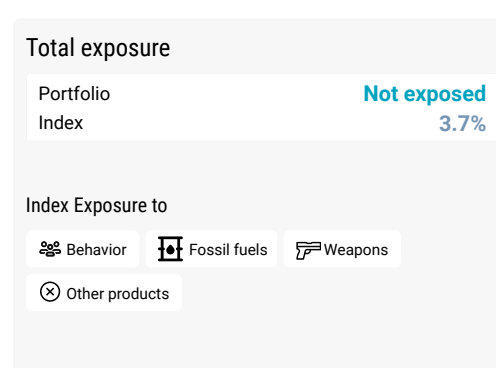 Total exposure
Portfolio Not exposed
Index 3.7%
Index Exposure to
Behavior Fossil fuels Weapons
Other products